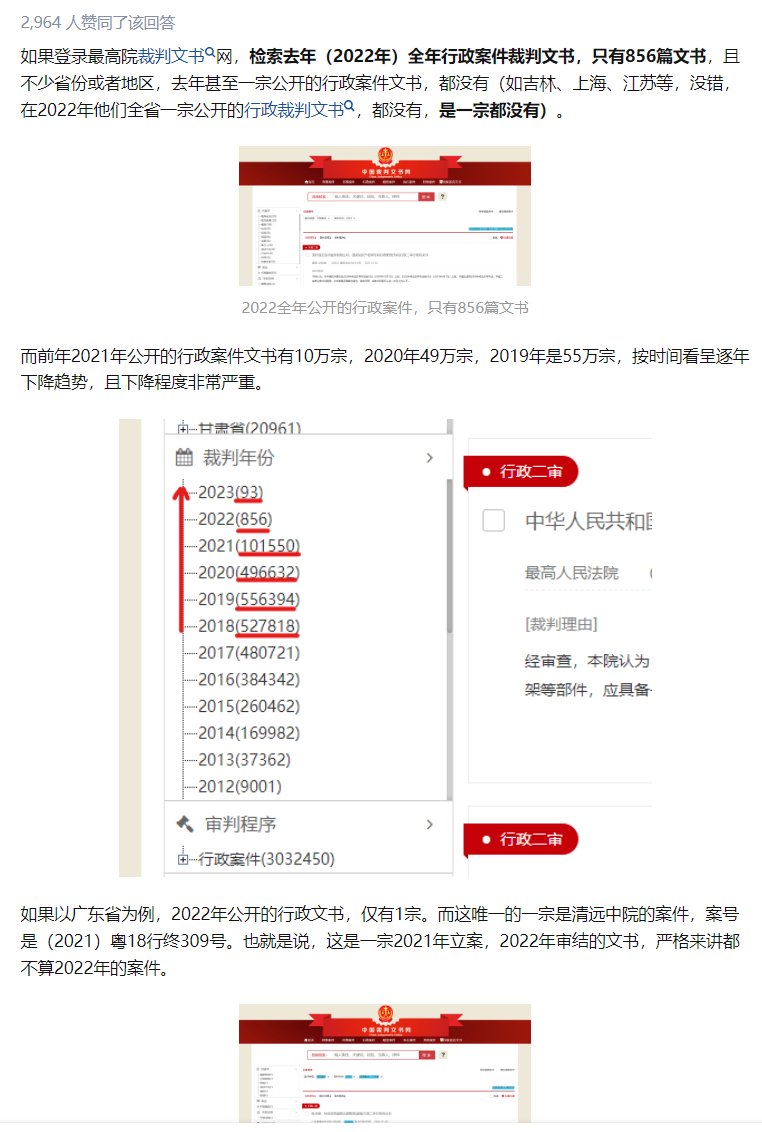 2,964 人赞同了该回答
如果登录最高院裁判文书网，检索去年（2022年）全年行政案件裁判文书，只有856篇文书，且
不少省份或者地区，去年甚至一宗公开的行政案件文书，都没有（如吉林、上海、江苏等，没错，
在2022年他们全省一宗公开的行政裁判文书，都没有，是一宗都没有）。
中国裁判文书网
2022全年公开的行政案件，只有856篇文书
而前年2021年公开的行政案件文书有10万宗，2020年49万宗，2019年是55万宗，按时间看呈逐年
下降趋势，且下降程度非常严重。
甘肃省(20961)
裁判年份
2023(93)
2022(856)
2021(101550)
2020(496632)
2019(556394)
2018(527818)
2017(480721)
2016(384342)
2015(260462)
2014(169982)
2013(37362)
2012(9001)
审判程序
行政案件(3032450)
行政二审
中华人民共和国
最高人民法院
[裁判理由]
经审查，本院认为
架等部件，应具备
行政二审
如果以广东省为例，2022年公开的行政文书，仅有1宗。而这唯一的一宗是清远中院的案件，案号
是（2021）粤18行终309号。也就是说，这是一宗2021年立案，2022年审结的文书，严格来讲都
不算2022年的案件。
中国裁判文书网